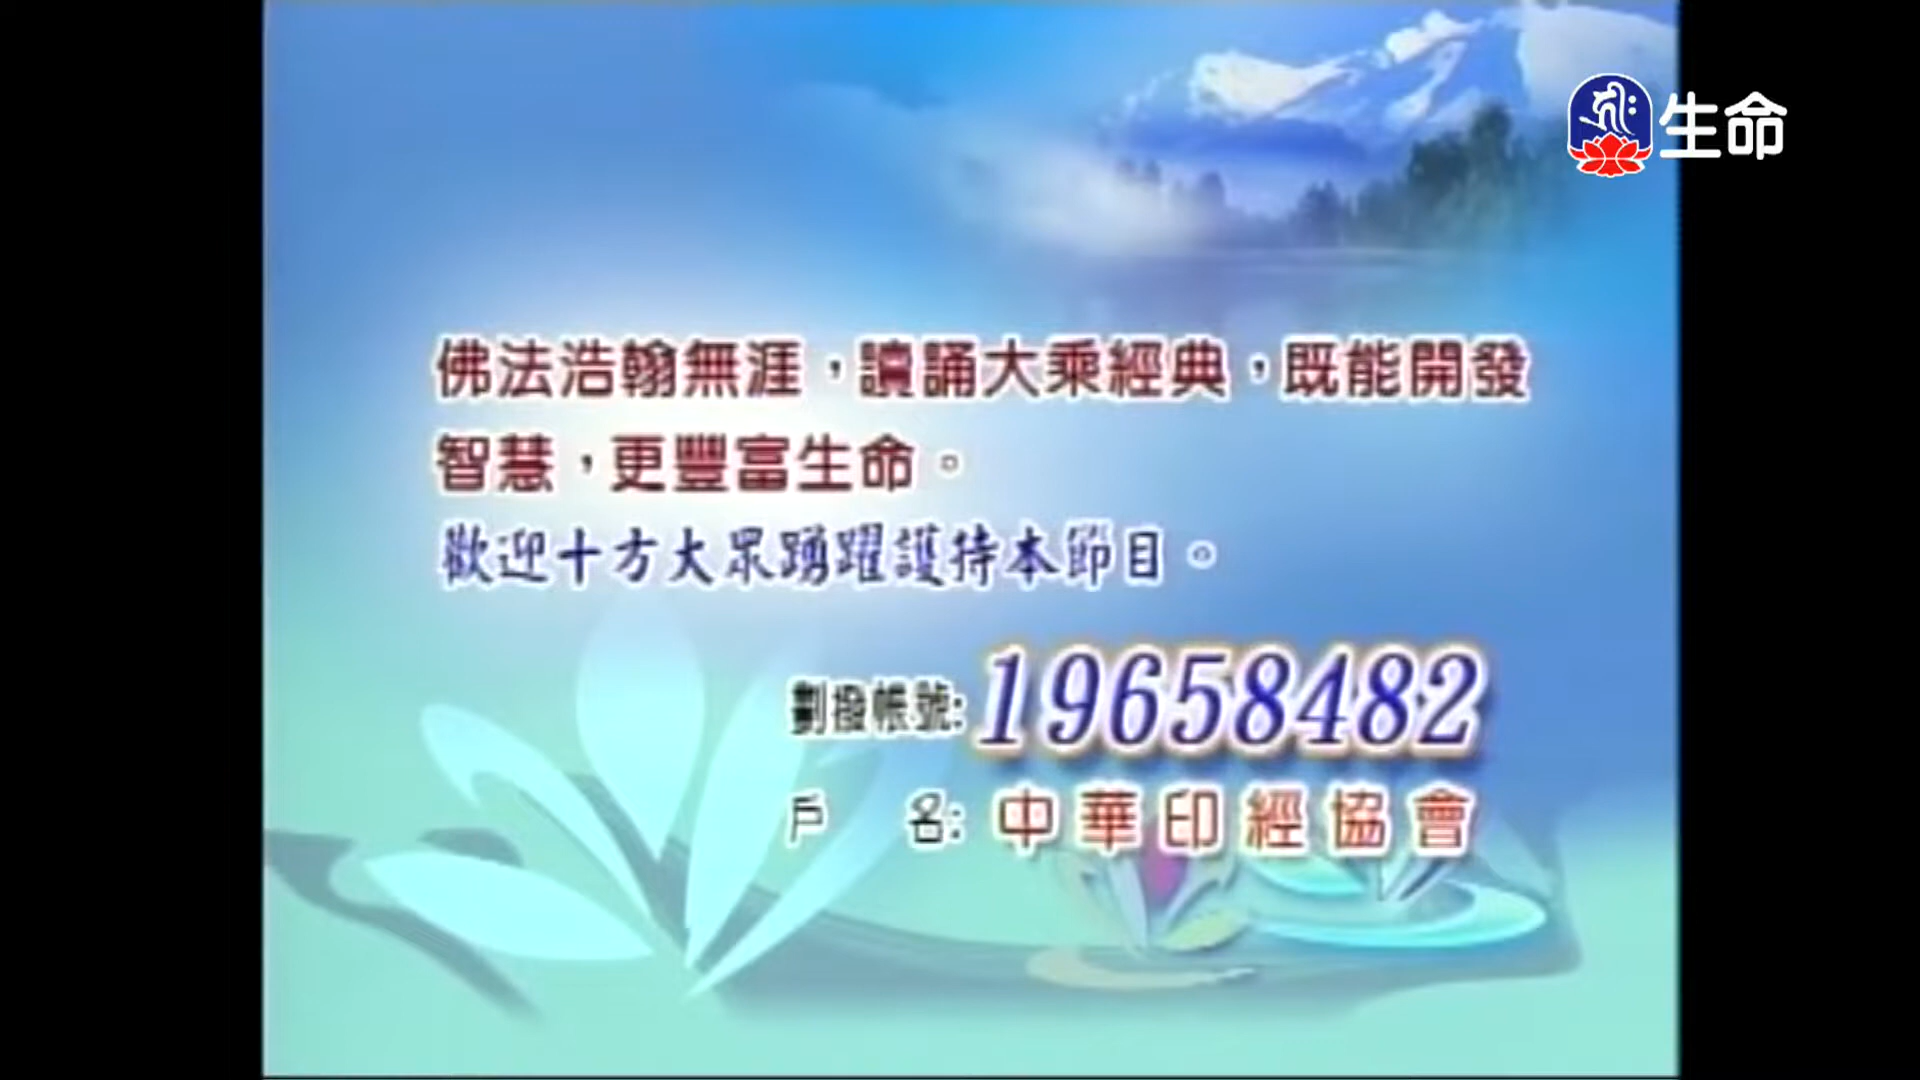 生命
佛法浩翰無涯，讀誦大乘經典，既能開發
智慧，更豐富生命。
歡迎十方大眾踴躍護持本節目。
劃撥帳號：19658482
戶　名：中華印經協會